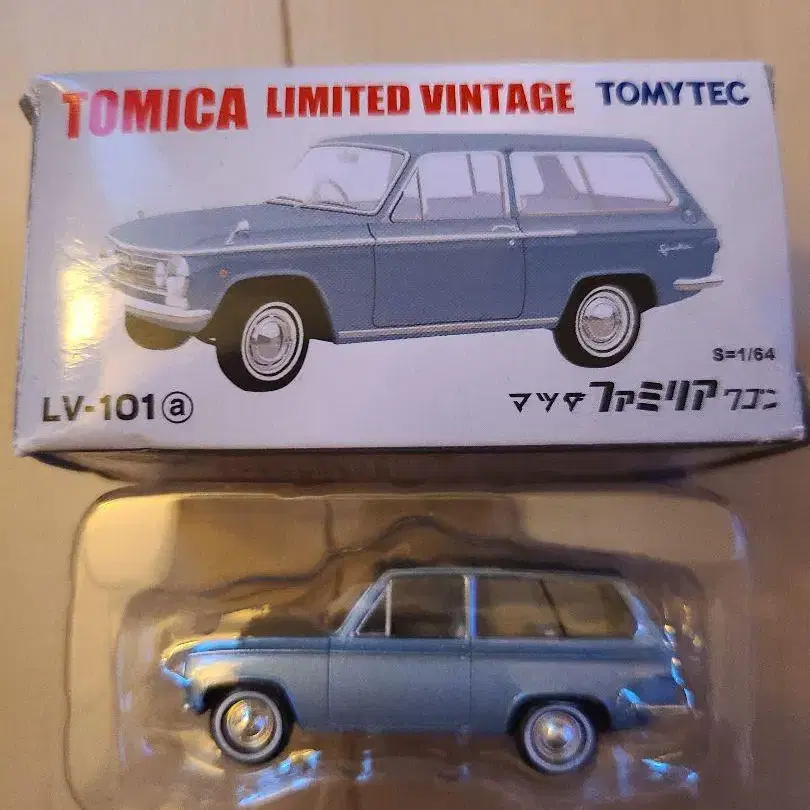 TOMICA LIMITED VINTAGE TOMYTEC
S=1/64
LV-101ⓐ マツダ ファミリア ワゴン